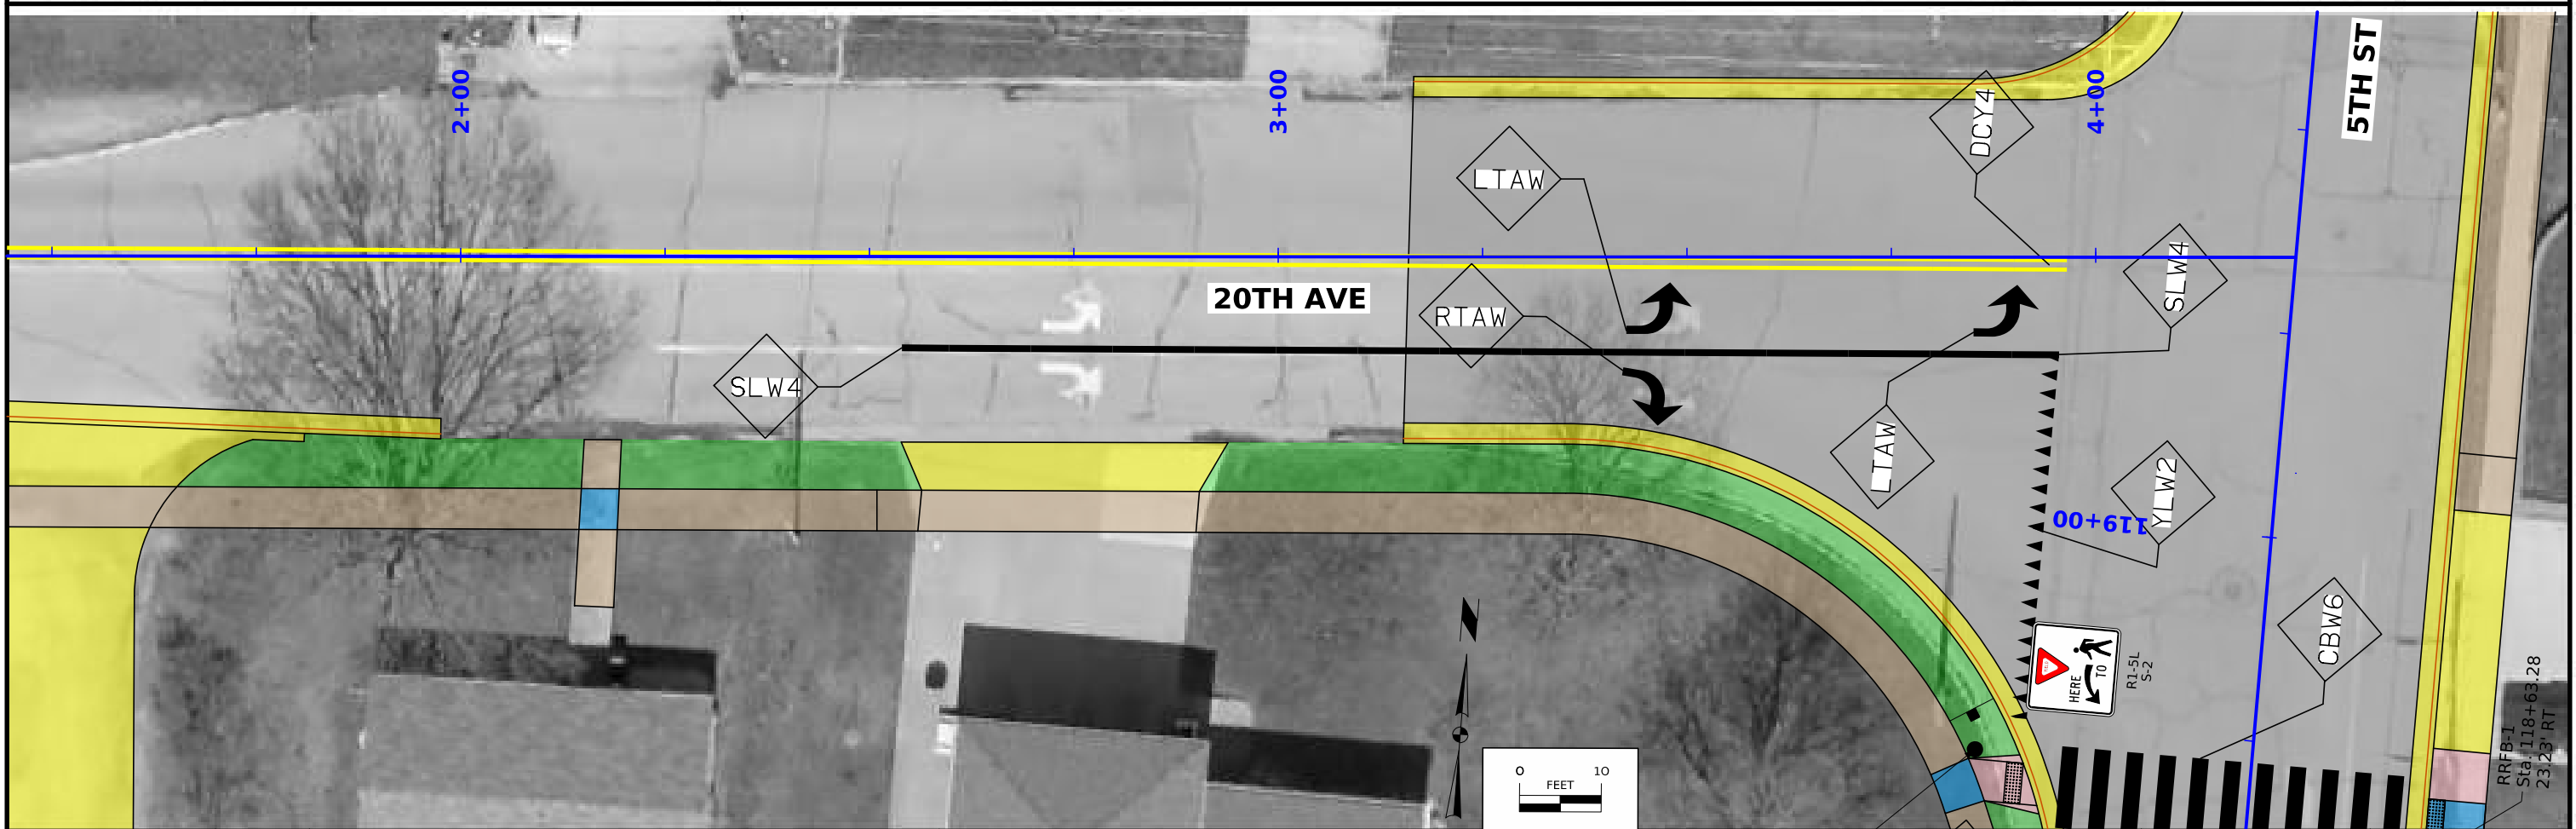 2+00
3+00
4+00
5TH ST
DCY4
LTAW
SLW4
20TH AVE
RTAW
SLW4
LTAW
YLW2
119+00
CBW6
HERE
TO
R1-5L
S-2
RRFB-1
Sta. 118+63.28
23.23' RT
N
0 10
FEET